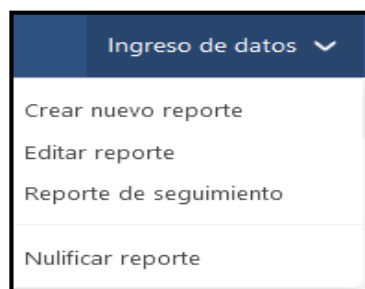 Ingreso de datos
Crear nuevo reporte
Editar reporte
Reporte de seguimiento
Nulificar reporte